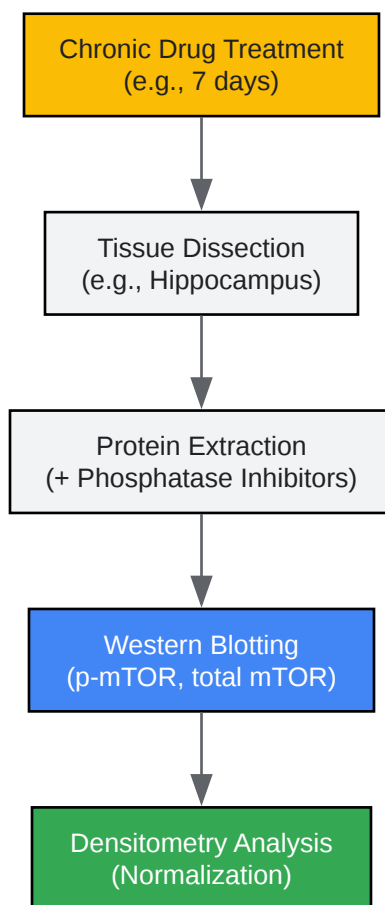 Chronic Drug Treatment
(e.g., 7 days)
Tissue Dissection
(e.g., Hippocampus)
Protein Extraction
(+ Phosphatase Inhibitors)
Western Blotting
(p-mTOR, total mTOR)
Densitometry Analysis
(Normalization)